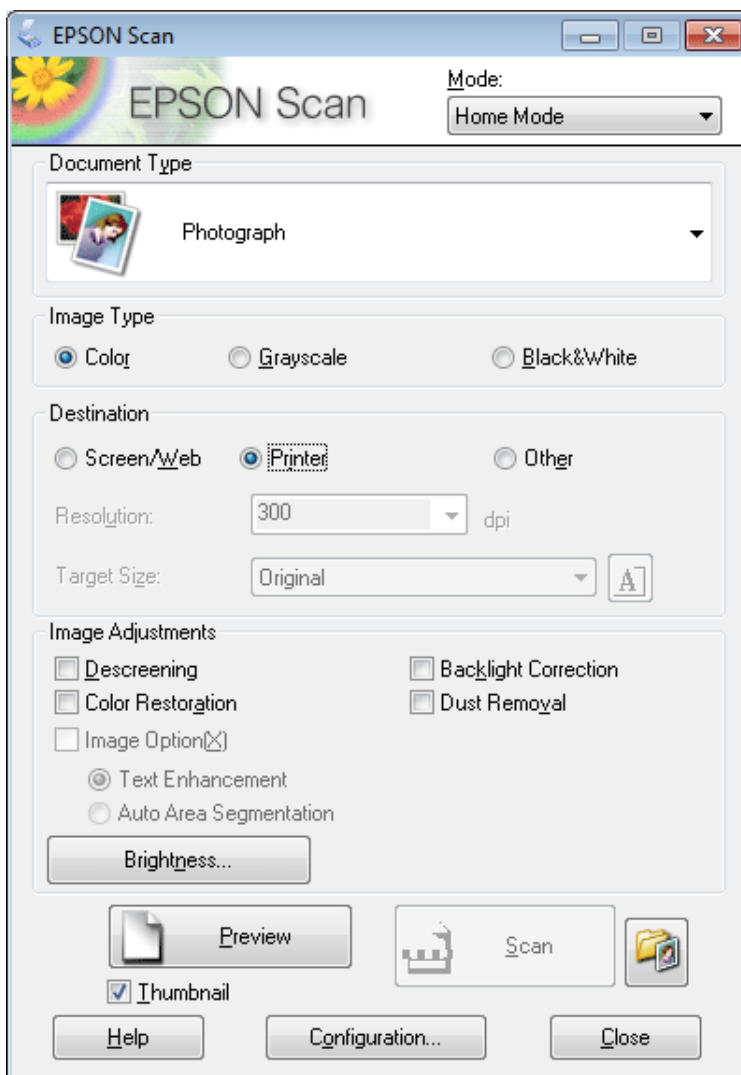 EPSON Scan
EPSON Scan
Mode:
Home Mode
Document Type
Photograph
Image Type
Color Grayscale Black&White
Destination
Screen/Web Printer Other
Resolution: 300 dpi
Target Size: Original A
Image Adjustments
Descreening Backlight Correction
Color Restoration Dust Removal
Image Option(X)
Text Enhancement
Auto Area Segmentation
Brightness...
Preview Scan
Thumbnail
Help Configuration... Close